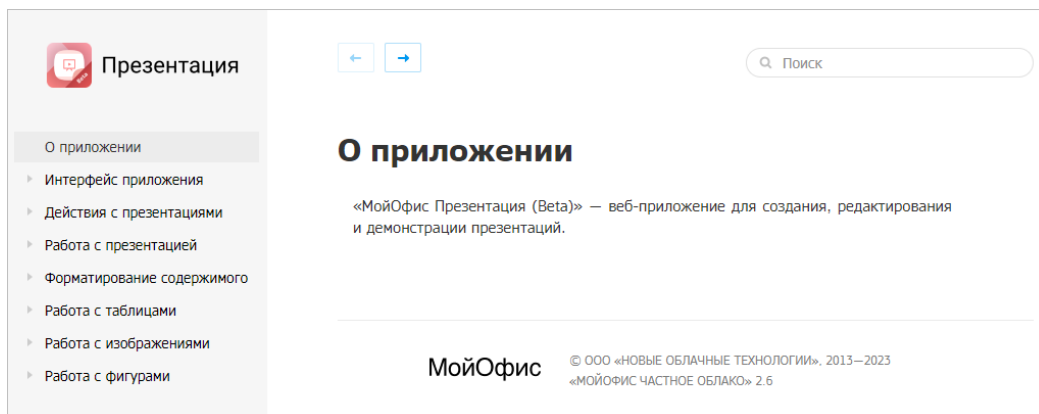 Презентация
Beta
Поиск
О приложении
Интерфейс приложения
Действия с презентациями
Работа с презентацией
Форматирование содержимого
Работа с таблицами
Работа с изображениями
Работа с фигурами
О приложении
«МойОфис Презентация (Beta)» — веб-приложение для создания, редактирования
и демонстрации презентаций.
МойОфис
© ООО «НОВЫЕ ОБЛАЧНЫЕ ТЕХНОЛОГИИ», 2013—2023
«МОЙОФИС ЧАСТНОЕ ОБЛАКО» 2.6